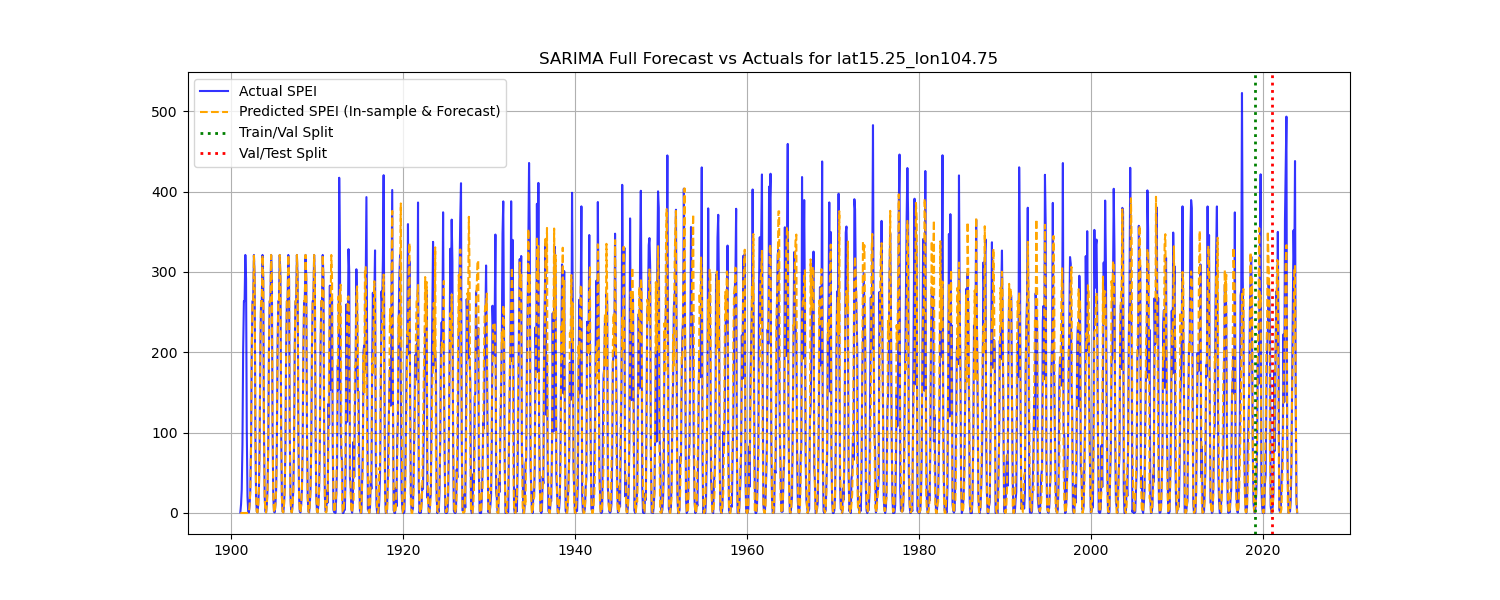 SARIMA Full Forecast vs Actuals for lat15.25_lon104.75
Actual SPEI
Predicted SPEI (In-sample & Forecast)
Train/Val Split
Val/Test Split
500
400
300
200
100
0
1900 1920 1940 1960 1980 2000 2020